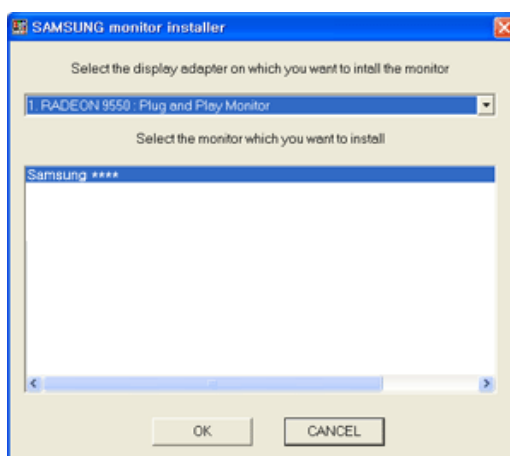 SAMSUNG monitor installer
Select the display adapter on which you want to intall the monitor
1. RADEON 9550 : Plug and Play Monitor
Select the monitor which you want to install
Samsung ****
OK
CANCEL